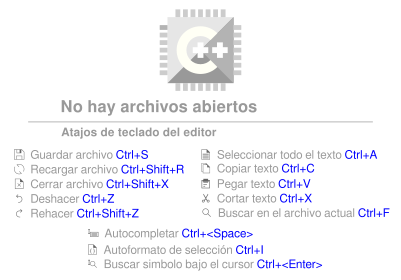 C++
No hay archivos abiertos
Atajos de teclado del editor
Guardar archivo Ctrl+S
Recargar archivo Ctrl+Shift+R
Cerrar archivo Ctrl+Shift+X
Deshacer Ctrl+Z
Rehacer Ctrl+Shift+Z
Seleccionar todo el texto Ctrl+A
Copiar texto Ctrl+C
Pegar texto Ctrl+V
Cortar texto Ctrl+X
Buscar en el archivo actual Ctrl+F
Autocompletar Ctrl+<Space>
Autoformato de selección Ctrl+I
Buscar simbolo bajo el cursor Ctrl+<Enter>